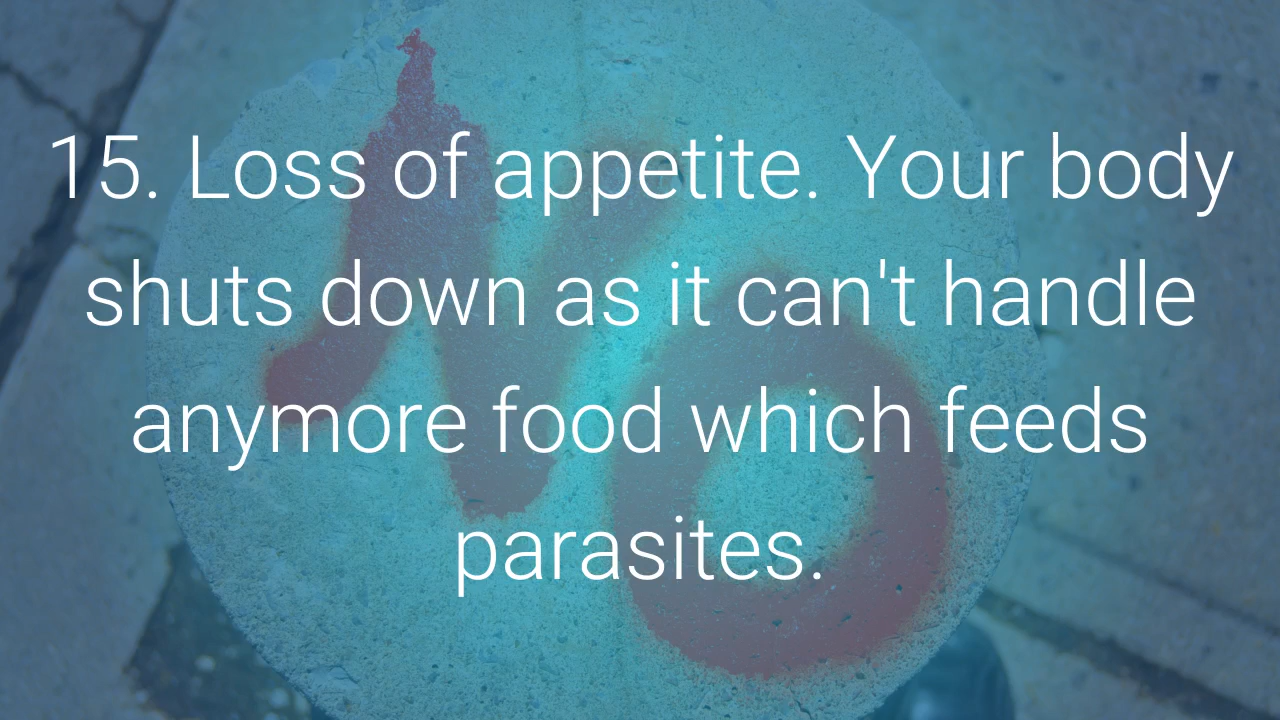 15. Loss of appetite. Your body
shuts down as it can't handle
anymore food which feeds
parasites.
NO